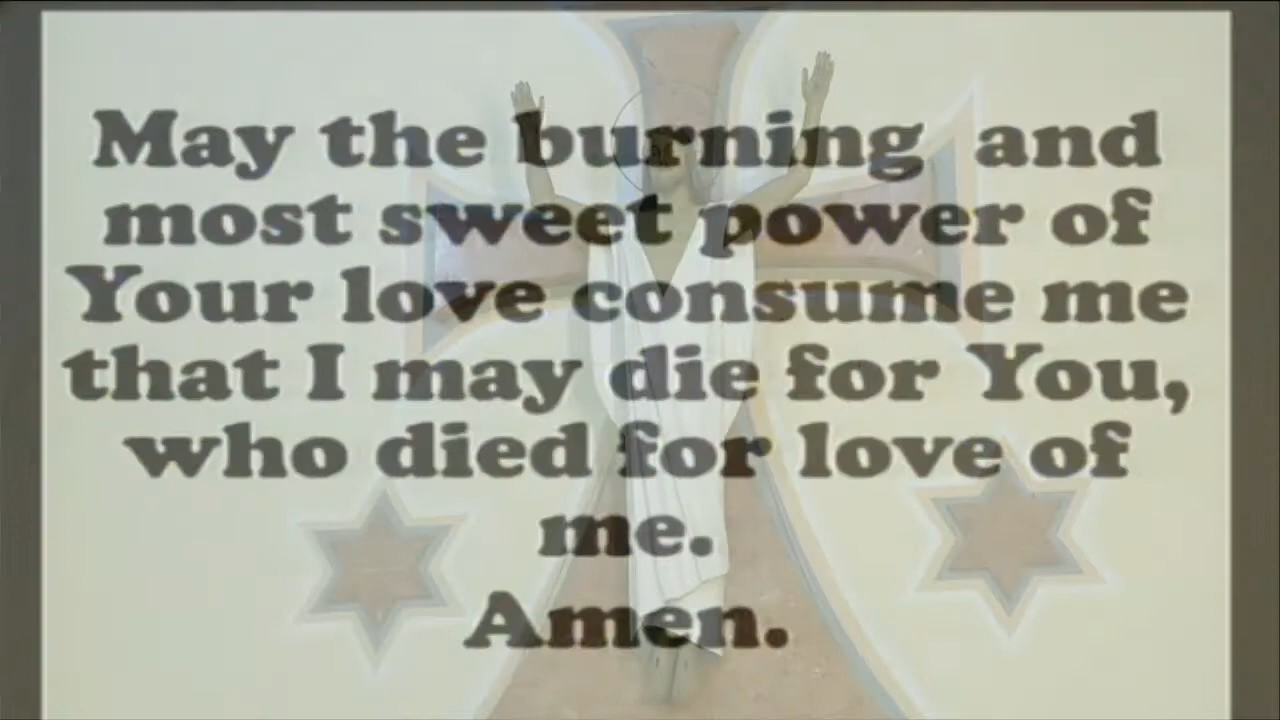 May the burning and
most sweet power of
Your love consume me
that I may die for You,
who died for love of
me.
Amen.